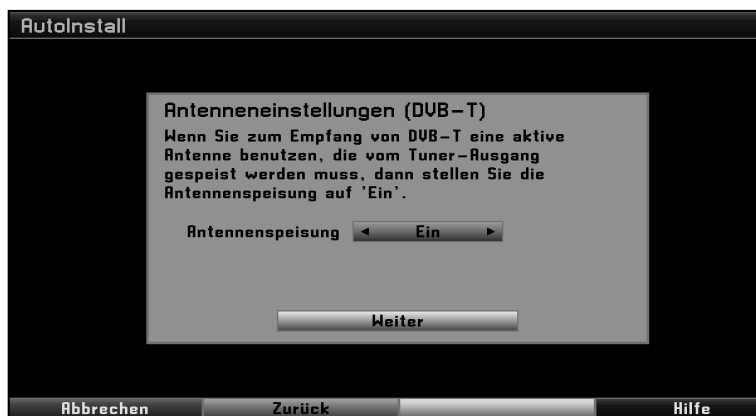 AutoInstall
Antenneneinstellungen (DVB-T)
Wenn Sie zum Empfang von DVB-T eine aktive
Antenne benutzen, die vom Tuner-Ausgang
gespeist werden muss, dann stellen Sie die
Antennenspeisung auf 'Ein'.
Antennenspeisung ◄ Ein ►
Weiter
Abbrechen Zurück Hilfe